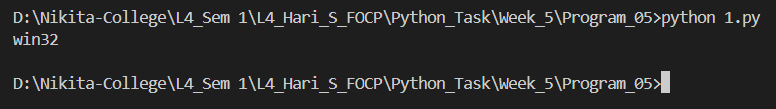 D:\Nikita-College\L4_Sem 1\L4_Hari_S_FOCP\Python_Task\Week_5\Program_05>python 1.py
win32
D:\Nikita-College\L4_Sem 1\L4_Hari_S_FOCP\Python_Task\Week_5\Program_05>